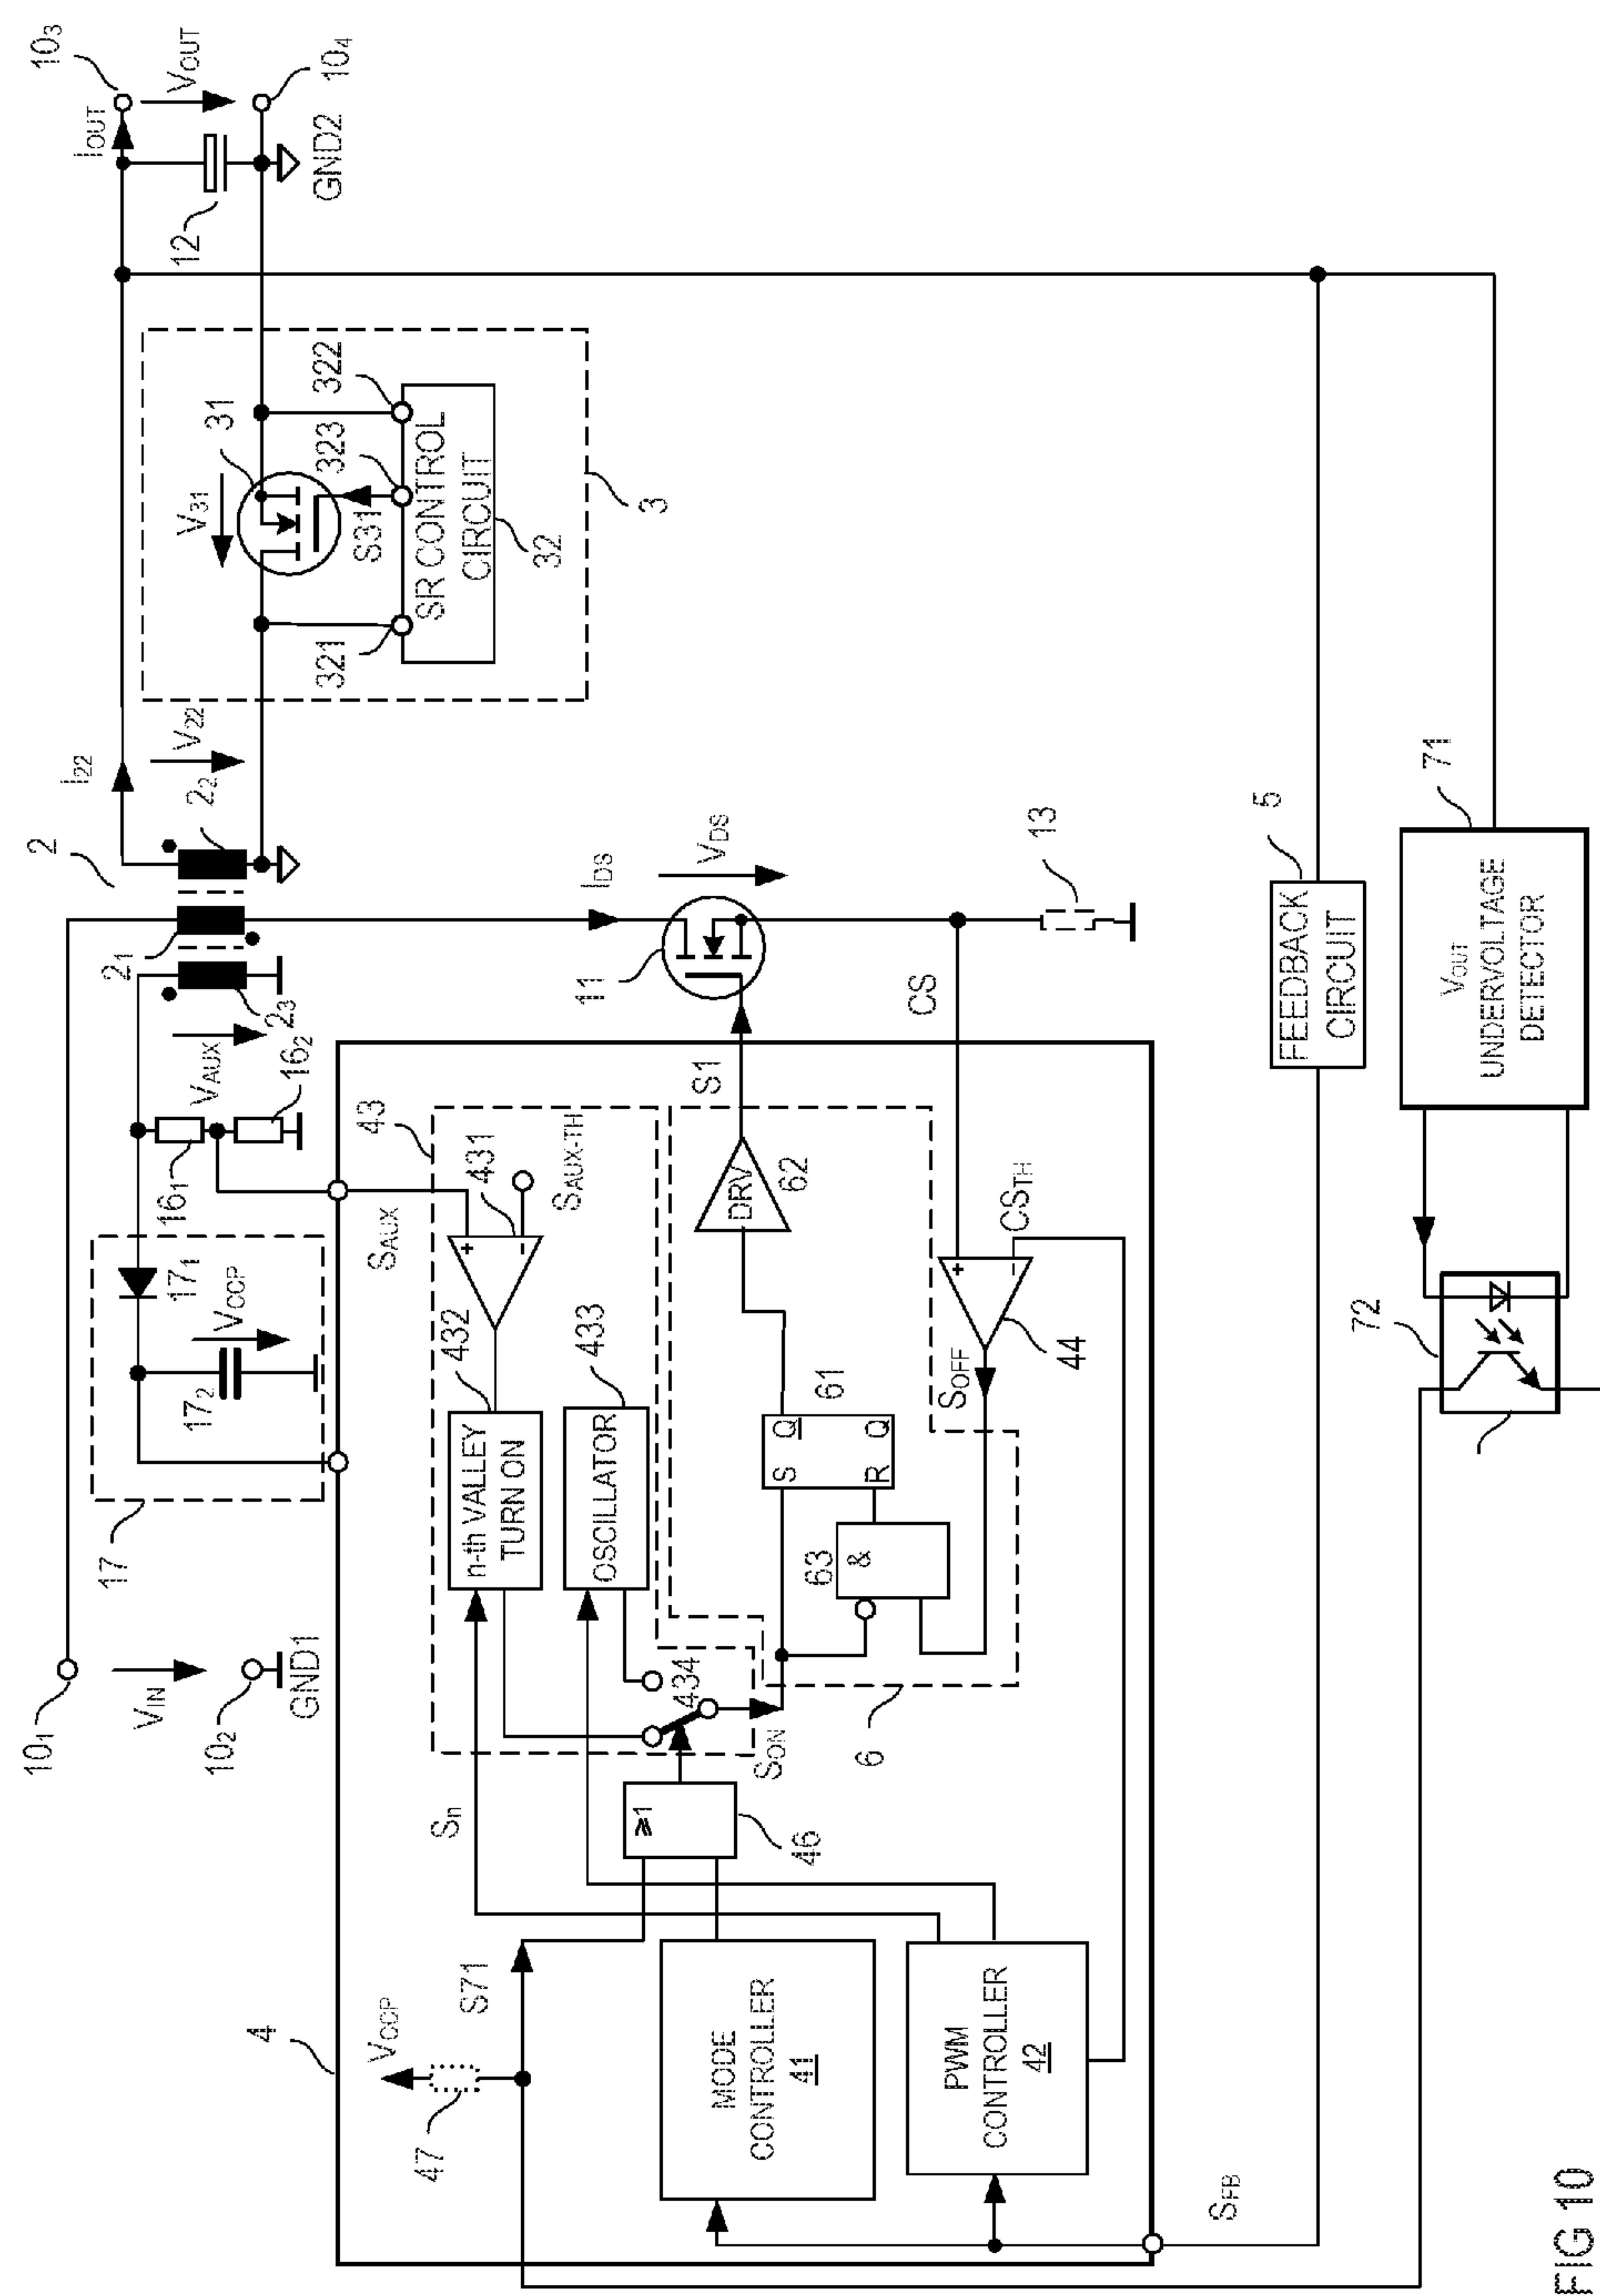 10₃
I_OUT
V_OUT
10₄
12
GND2
31
322
V₃₁
323
S31
SR CONTROL
CIRCUIT
32
321
3
I₂₂
V₂₂
2
2₂
2₁
2₃
V_AUX
16₁
16₂
I_DS
V_DS
11
13
CS
5
FEEDBACK
CIRCUIT
71
V_OUT
UNDERVOLTAGE
DETECTOR
72
17
17₁
V_CCP
17₂
S_AUX
43
+
-
431
S_AUX-TH
432
n-th VALLEY
TURN ON
433
OSCILLATOR
434
S1
DRV
62
61
S
Q
R
Q
63
&
6
CS_TH
+
-
44
S_OFF
S_ON
10₁
V_IN
10₂
GND1
Sn
≥1
46
4
V_CCP
47
S71
MODE
CONTROLLER
41
PWM
CONTROLLER
42
S_FB
FIG 10